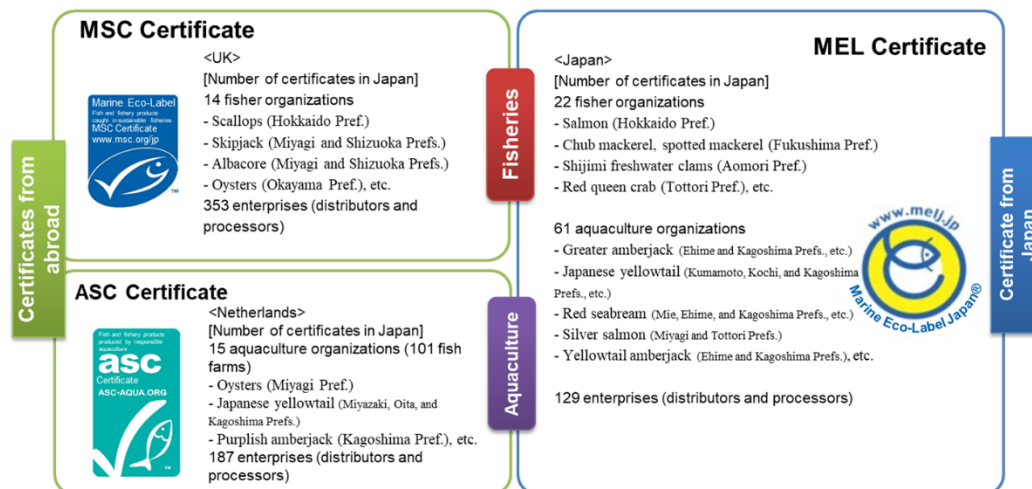 MSC Certificate
<UK>
[Number of certificates in Japan]
14 fisher organizations
- Scallops (Hokkaido Pref.)
- Skipjack (Miyagi and Shizuoka Prefs.)
- Albacore (Miyagi and Shizuoka Prefs.)
- Oysters (Okayama Pref.), etc.
353 enterprises (distributors and
processors)
Marine Eco-Label
Fish and fishery products
caught in sustainable fisheries
MSC Certificate
www.msc.org/jp
TM
Certificates from
abroad
ASC Certificate
<Netherlands>
[Number of certificates in Japan]
15 aquaculture organizations (101 fish
farms)
- Oysters (Miyagi Pref.)
- Japanese yellowtail (Miyazaki, Oita, and
Kagoshima Prefs.)
- Purplish amberjack (Kagoshima Pref.), etc.
187 enterprises (distributors and
processors)
Fish and fishery products
produced by responsible
aquaculture
asc
Certificate
ASC-AQUA.ORG
TM
Fisheries
Aquaculture
MEL Certificate
<Japan>
[Number of certificates in Japan]
22 fisher organizations
- Salmon (Hokkaido Pref.)
- Chub mackerel, spotted mackerel (Fukushima Pref.)
- Shijimi freshwater clams (Aomori Pref.)
- Red queen crab (Tottori Pref.), etc.
61 aquaculture organizations
- Greater amberjack (Ehime and Kagoshima Prefs., etc.)
- Japanese yellowtail (Kumamoto, Kochi, and Kagoshima
Prefs., etc.)
- Red seabream (Mie, Ehime, and Kagoshima Prefs., etc.)
- Silver salmon (Miyagi and Tottori Prefs.)
- Yellowtail amberjack (Ehime and Kagoshima Prefs.), etc.
129 enterprises (distributors and processors)
www.melj.jp
Marine Eco-Label Japan®
Certificate from
Japan